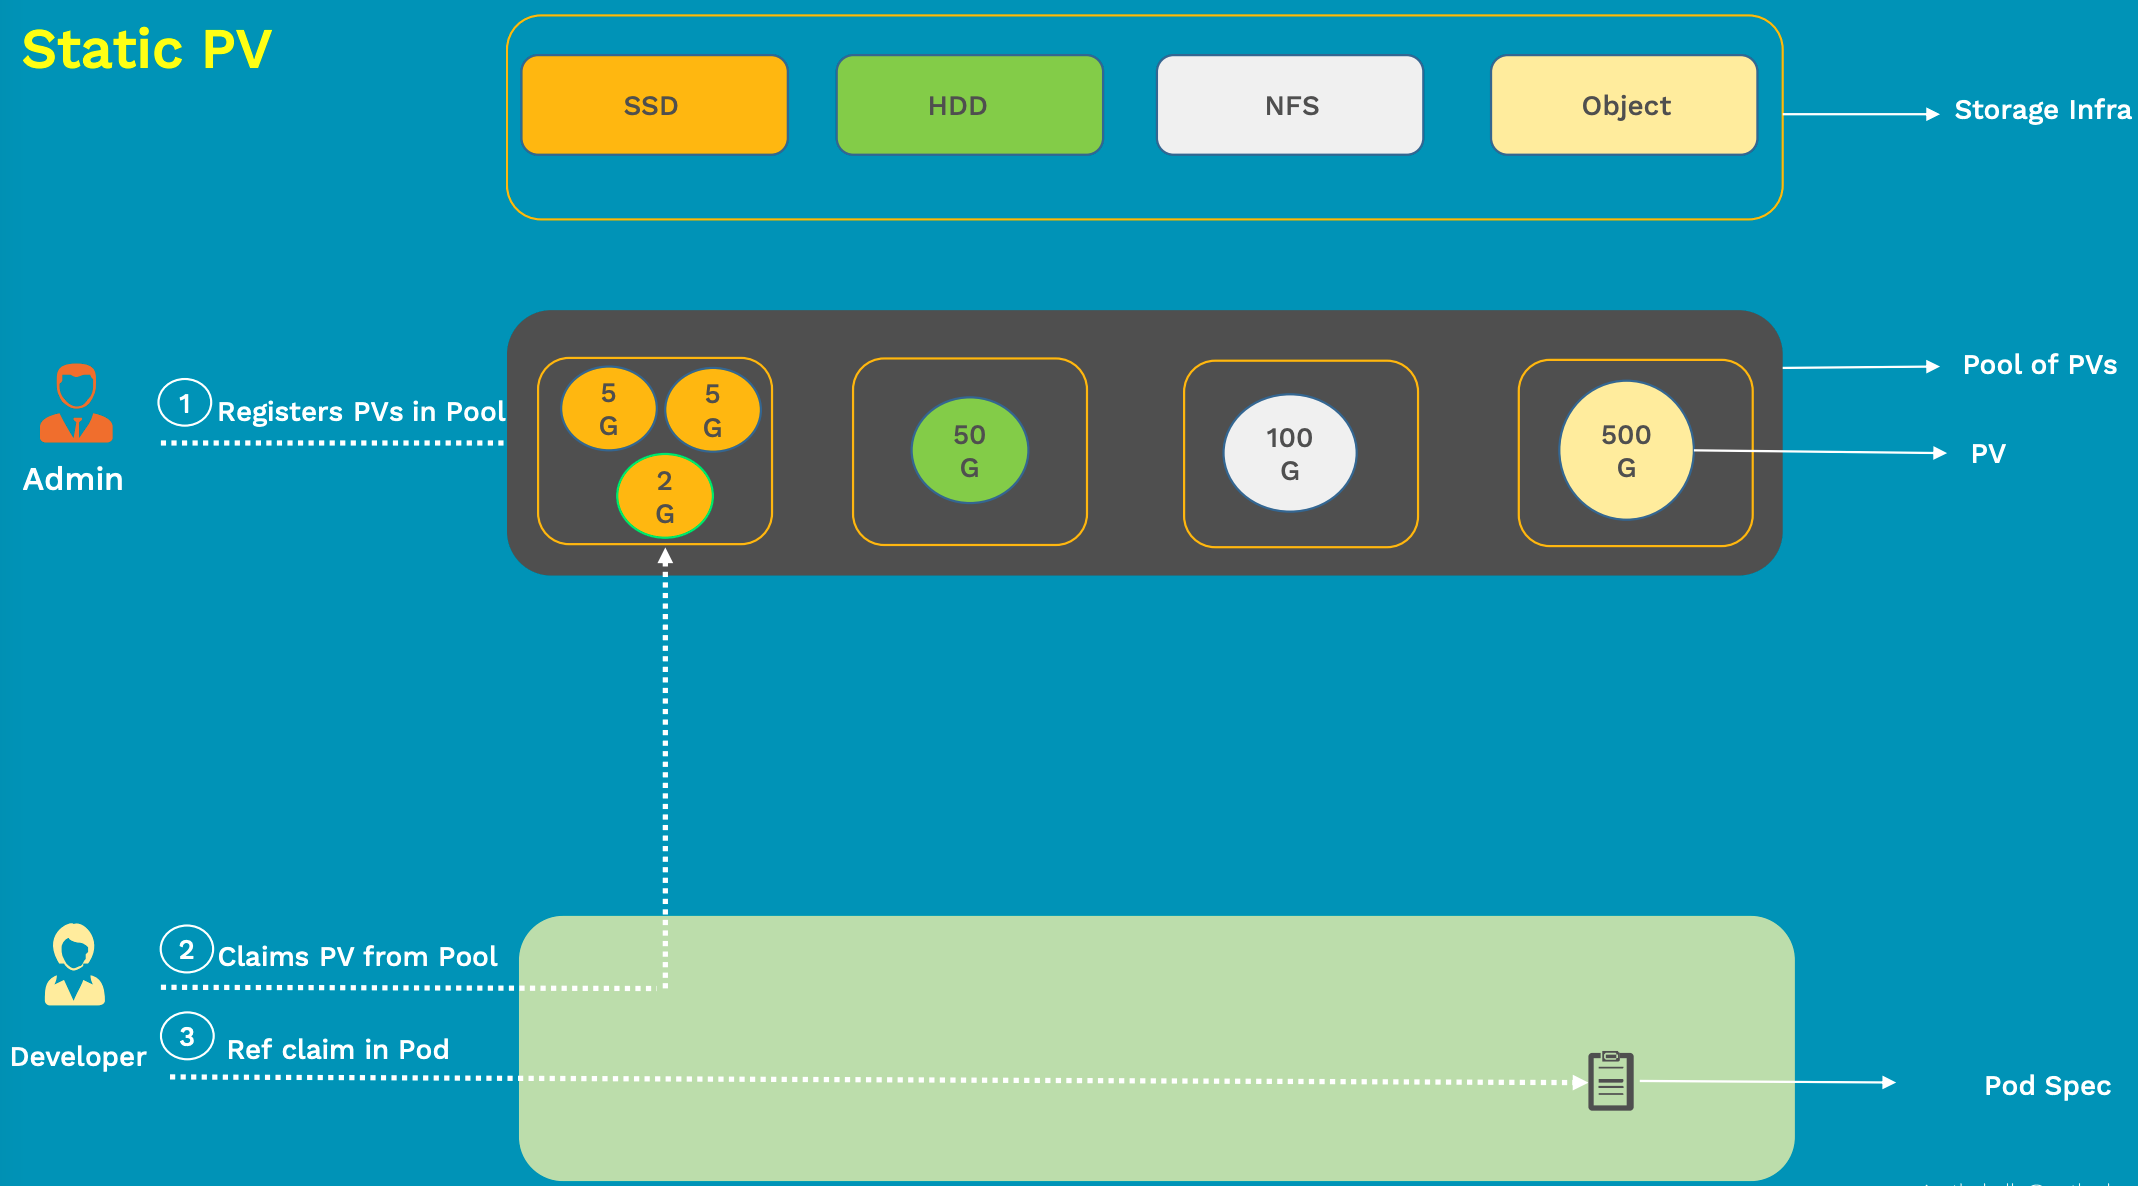 Static PV
SSD
HDD
NFS
Object
Storage Infra
Pool of PVs
Admin
1
Registers PVs in Pool
5
G
5
G
2
G
50
G
100
G
500
G
PV
2
Claims PV from Pool
3
Ref claim in Pod
Developer
Pod Spec